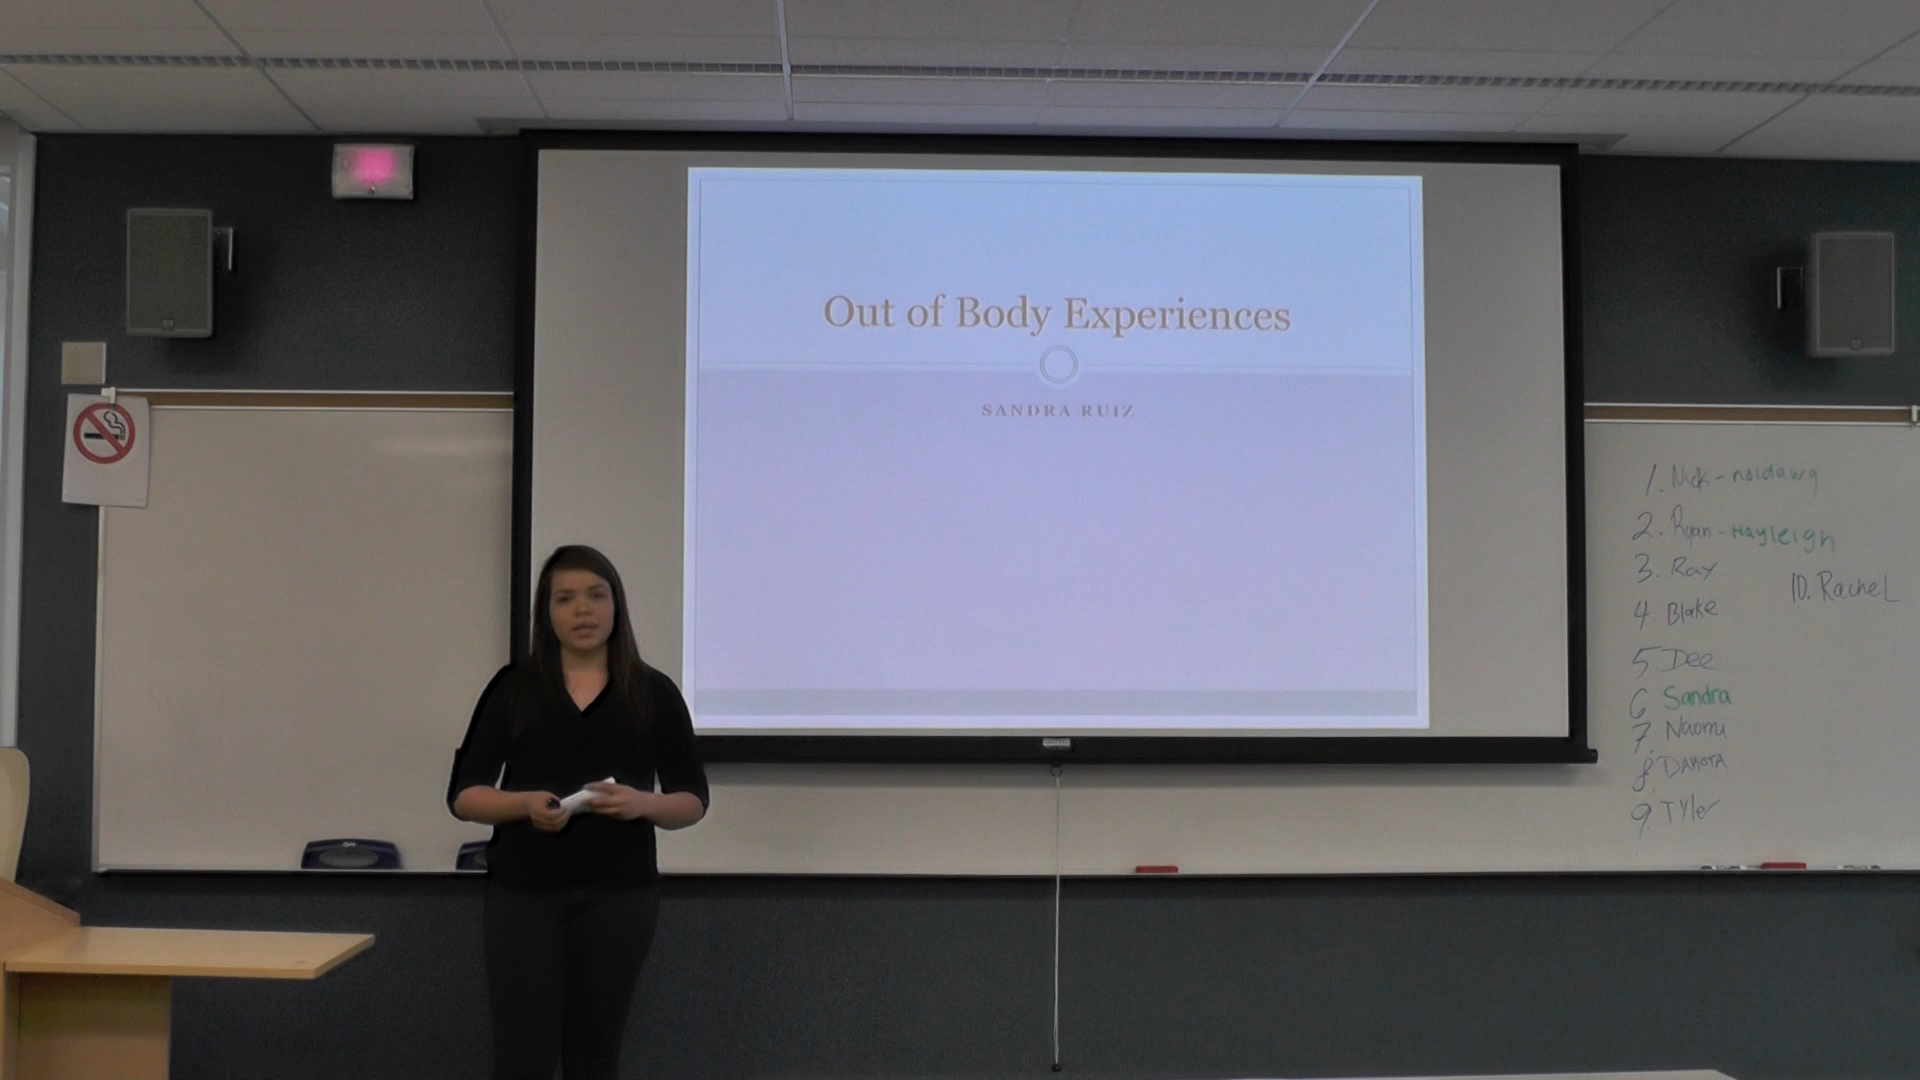 Out of Body Experiences
SANDRA RUIZ
1. Nick - noidawg
2. Ryan - Hayleigh
3. Ray
4. Blake
5 Dee
6 Sandra
7. Naomi
8. DAKOTA
9. TYler
10. Rachel